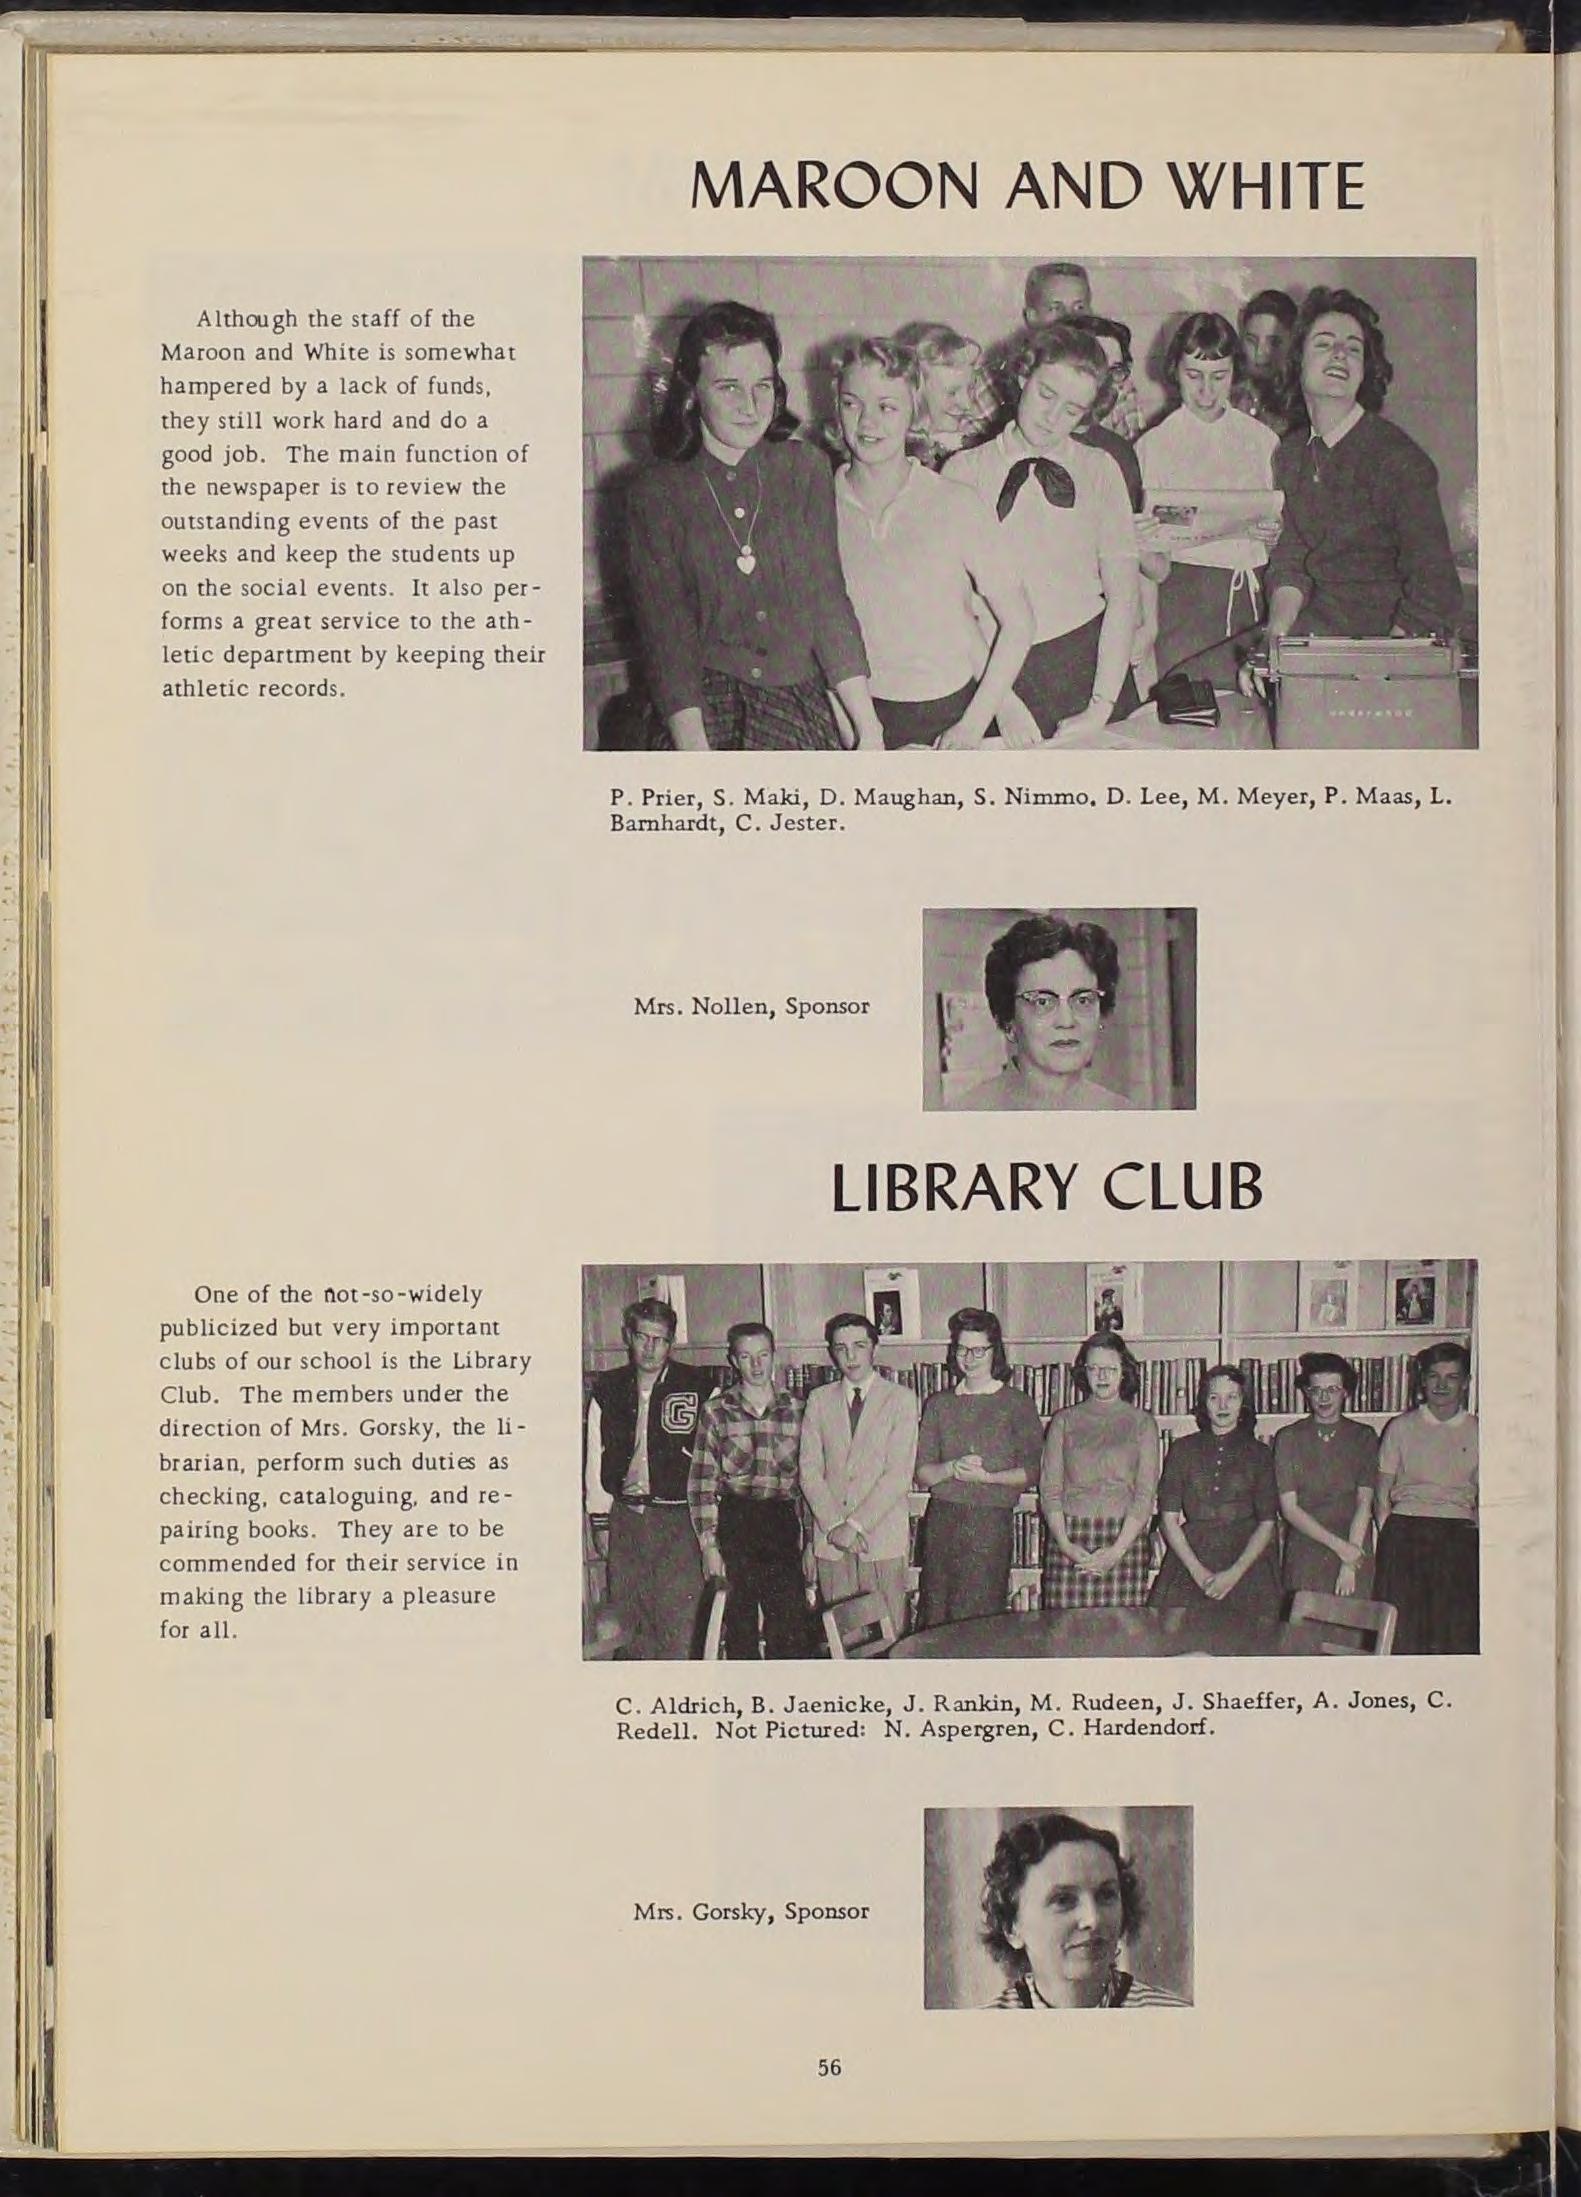 MAROON AND WHITE
Although the staff of the
Maroon and White is somewhat
hampered by a lack of funds,
they still work hard and do a
good job. The main function of
the newspaper is to review the
outstanding events of the past
weeks and keep the students up
on the social events. It also per-
forms a great service to the ath-
letic department by keeping their
athletic records.
underwood
P. Prier, S. Maki, D. Maughan, S. Nimmo, D. Lee, M. Meyer, P. Maas, L.
Barnhardt, C. Jester.
Mrs. Nollen, Sponsor
LIBRARY CLUB
One of the not-so-widely
publicized but very important
clubs of our school is the Library
Club. The members under the
direction of Mrs. Gorsky, the li-
brarian, perform such duties as
checking, cataloguing, and re-
pairing books. They are to be
commended for their service in
making the library a pleasure
for all.
G
C. Aldrich, B. Jaenicke, J. Rankin, M. Rudeen, J. Shaeffer, A. Jones, C.
Redell. Not Pictured: N. Aspergren, C. Hardendorf.
Mrs. Gorsky, Sponsor
56